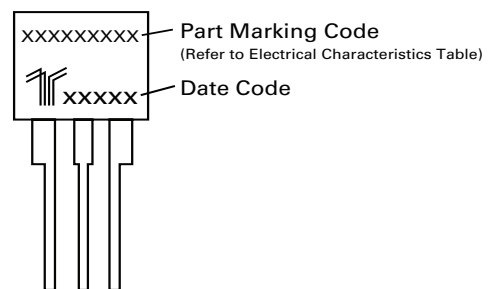 xxxxxxxxx Part Marking Code
(Refer to Electrical Characteristics Table)
xxxxx Date Code